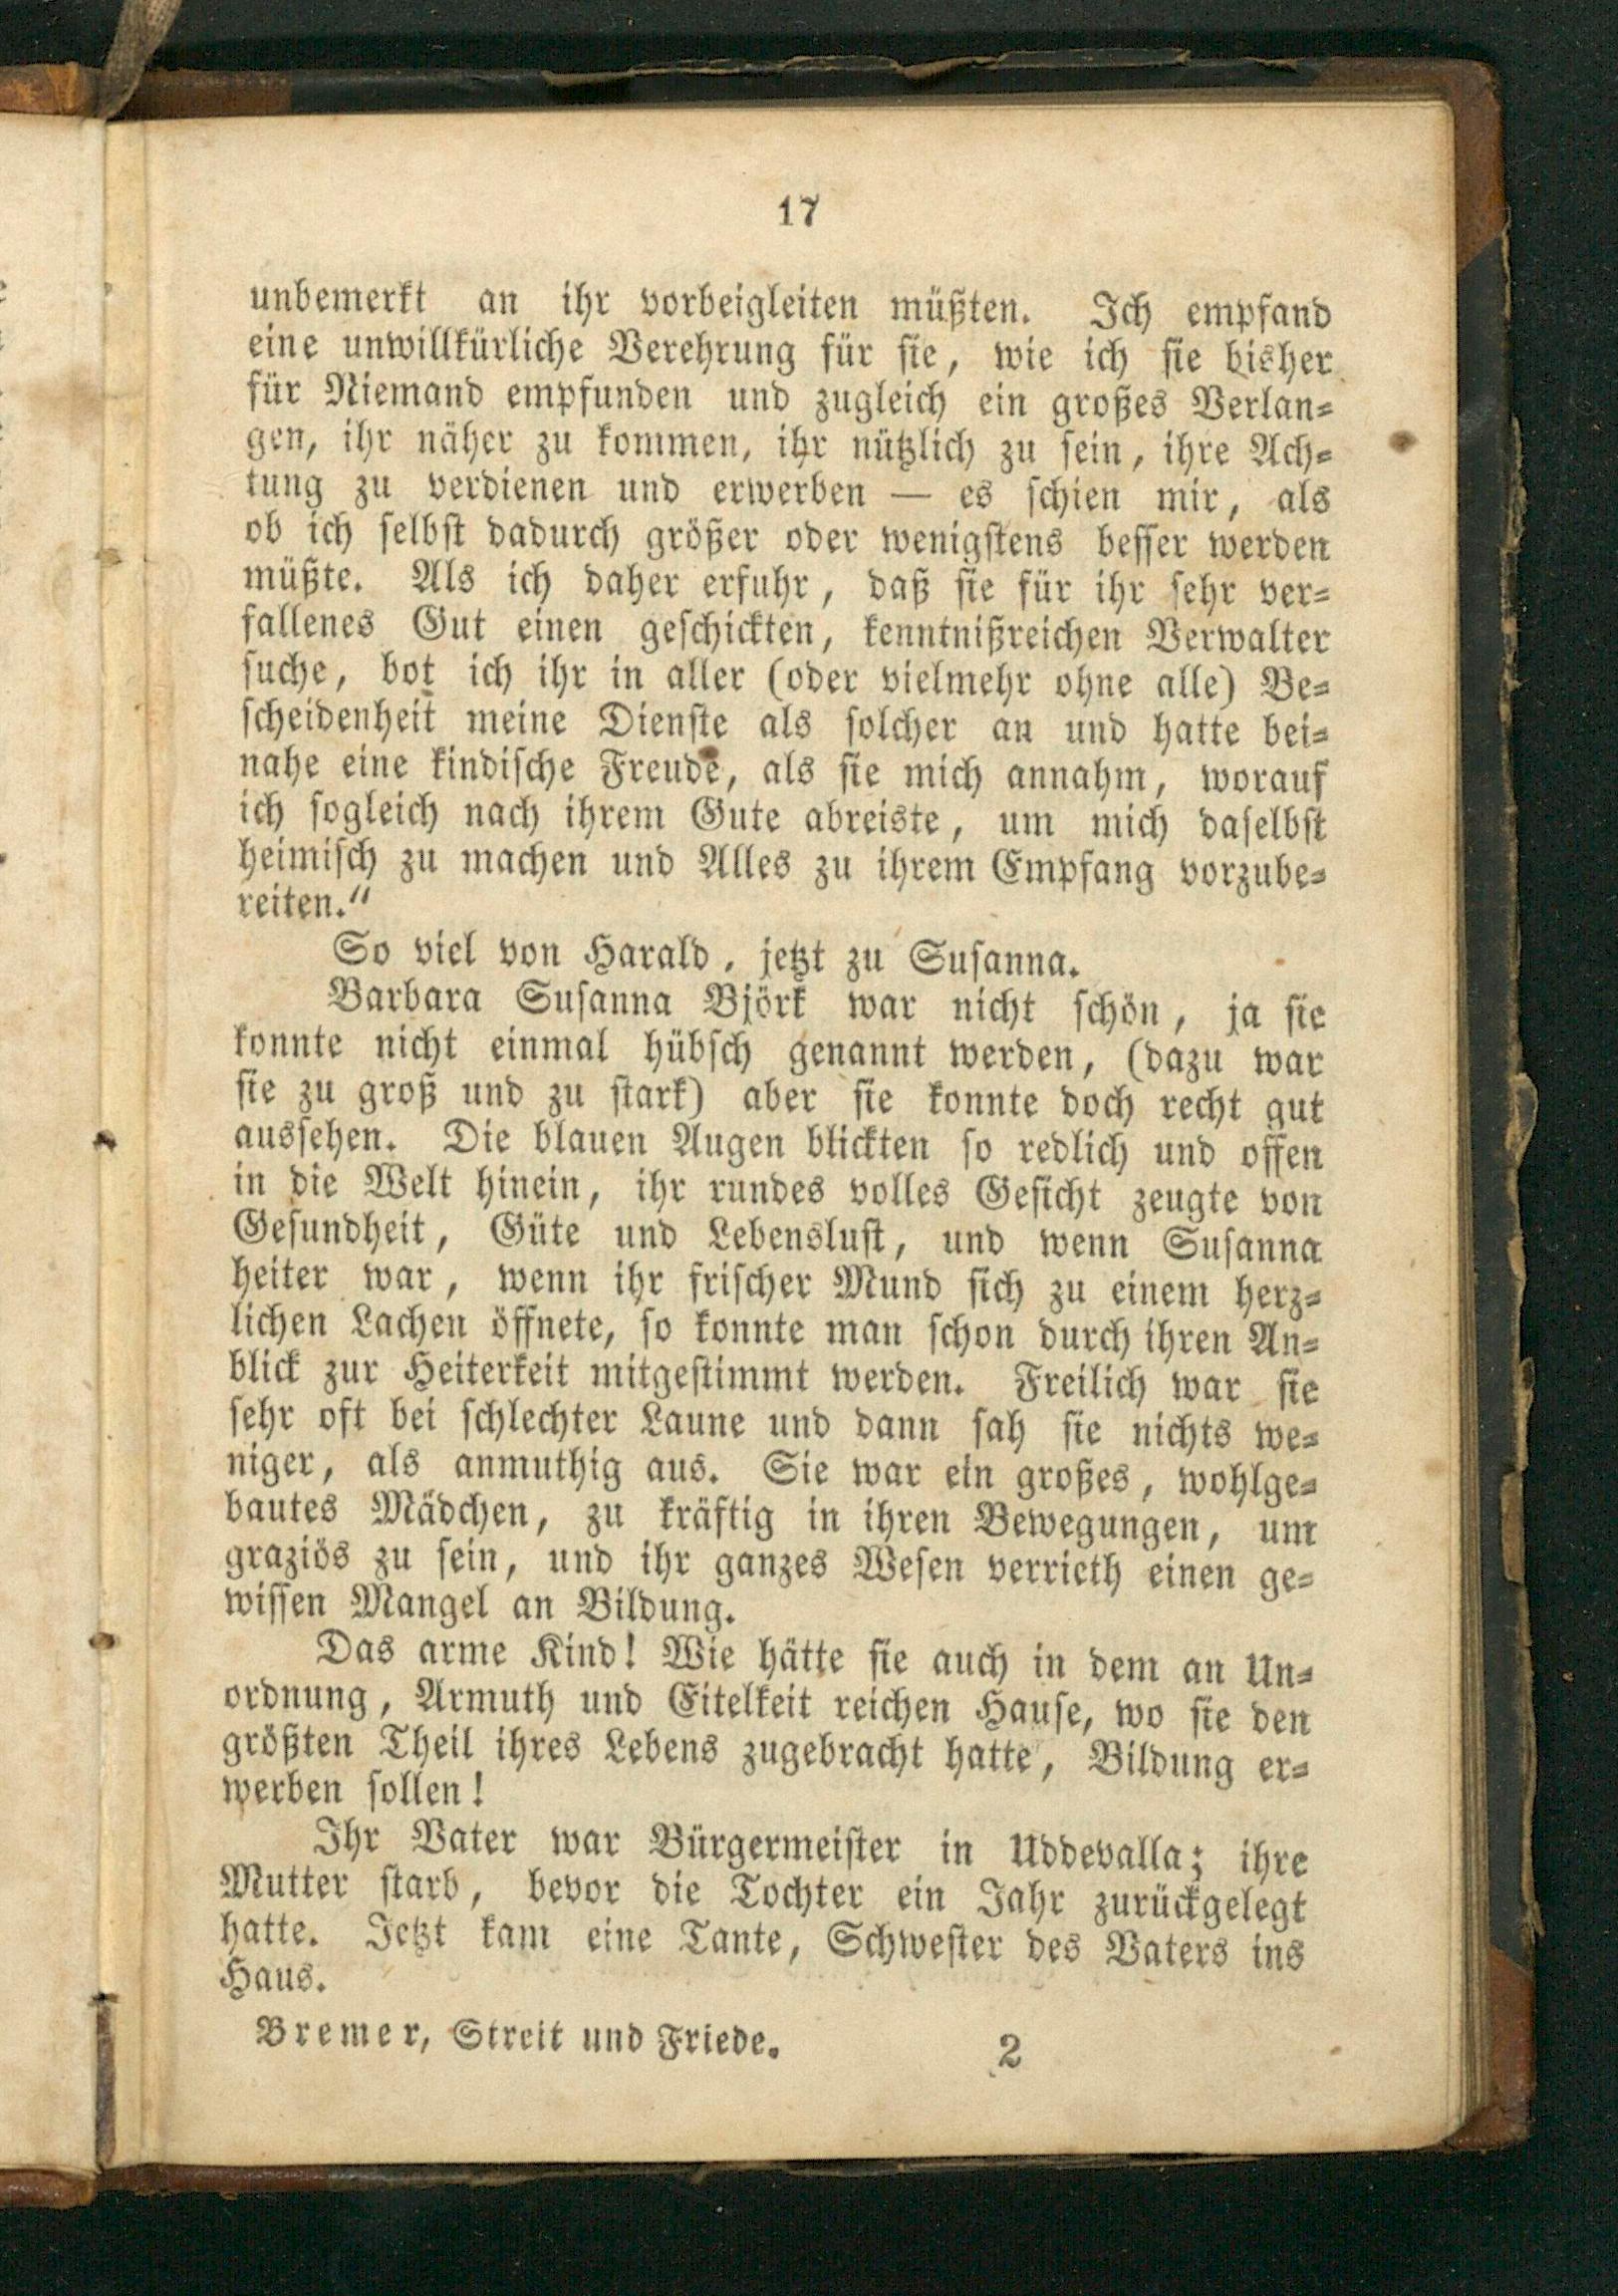 17
unbemerkt an ihr vorbeigleiten müßten. Ich empfand
eine unwillkürliche Verehrung für sie, wie ich sie bisher
für Niemand empfunden und zugleich ein großes Verlan⸗
gen, ihr näher zu kommen, ihr nützlich zu sein, ihre Ach⸗
tung zu verdienen und erwerben — es schien mir, als
ob ich selbst dadurch größer oder wenigstens besser werden
müßte. Als ich daher erfuhr, daß sie für ihr sehr ver⸗
fallenes Gut einen geschickten, kenntnißreichen Verwalter
suche, bot ich ihr in aller (oder vielmehr ohne alle) Be⸗
scheidenheit meine Dienste als solcher an und hatte bei⸗
nahe eine kindische Freude, als sie mich annahm, worauf
ich sogleich nach ihrem Gute abreiste, um mich daselbst
heimisch zu machen und Alles zu ihrem Empfang vorzube⸗
reiten.“
So viel von Harald, jetzt zu Susanna.
Barbara Susanna Björk war nicht schön, ja sie
konnte nicht einmal hübsch genannt werden, (dazu war
sie zu groß und zu stark) aber sie konnte doch recht gut
aussehen. Die blauen Augen blickten so redlich und offen
in die Welt hinein, ihr rundes volles Gesicht zeugte von
Gesundheit, Güte und Lebenslust, und wenn Susanna
heiter war, wenn ihr frischer Mund sich zu einem herz⸗
lichen Lachen öffnete, so konnte man schon durch ihren An⸗
blick zur Heiterkeit mitgestimmt werden. Freilich war sie
sehr oft bei schlechter Laune und dann sah sie nichts we⸗
niger, als anmuthig aus. Sie war ein großes, wohlge⸗
bautes Mädchen, zu kräftig in ihren Bewegungen, um
graziös zu sein, und ihr ganzes Wesen verrieth einen ge⸗
wissen Mangel an Bildung.
Das arme Kind! Wie hätte sie auch in dem an Un⸗
ordnung, Armuth und Eitelkeit reichen Hause, wo sie den
größten Theil ihres Lebens zugebracht hatte, Bildung er⸗
werben sollen!
Ihr Vater war Bürgermeister in Uddevalla; ihre
Mutter starb, bevor die Tochter ein Jahr zurückgelegt
hatte. Jetzt kam eine Tante, Schwester des Vaters ins
Haus.
Bremer, Streit und Friede. 2